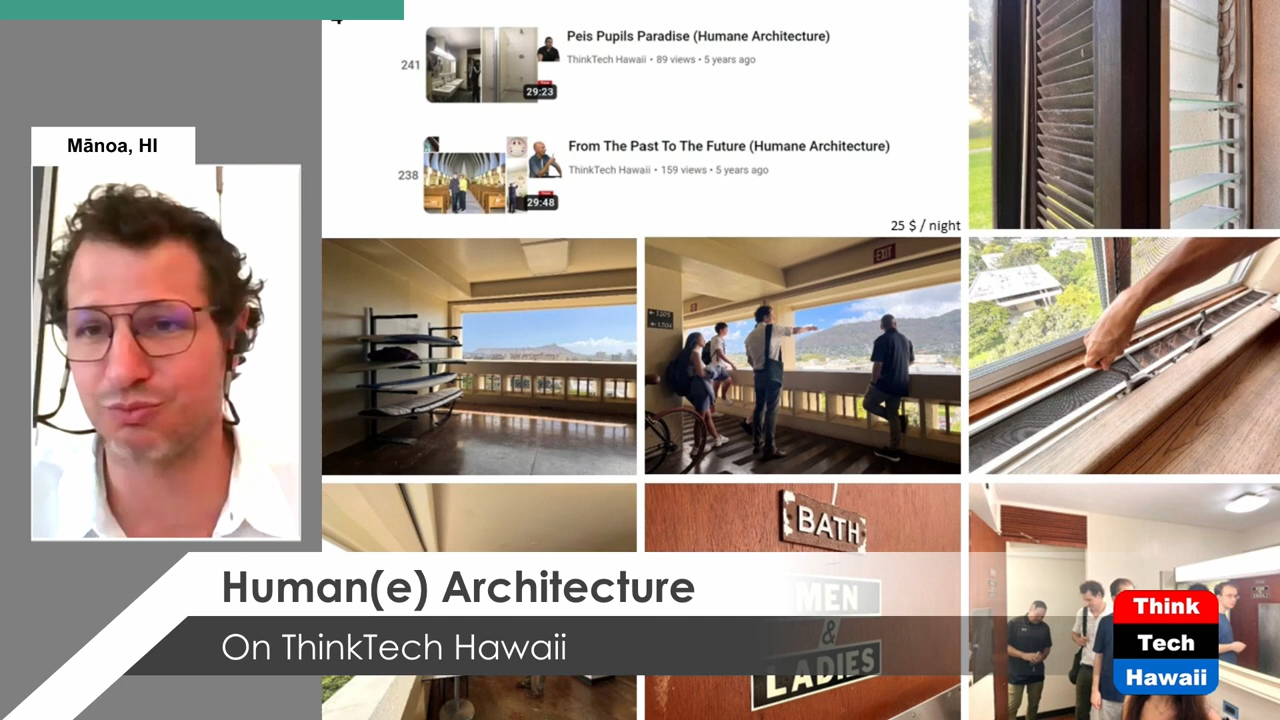 Mānoa, HI
241
Peis Pupils Paradise (Humane Architecture)
ThinkTech Hawaii • 89 views • 5 years ago
29:23
238
From The Past To The Future (Humane Architecture)
ThinkTech Hawaii • 159 views • 5 years ago
29:48
25 $ / night
EXIT
1205
1204
BATH
MEN
&
LADIES
Human(e) Architecture
On ThinkTech Hawaii
Think
Tech
Hawaii